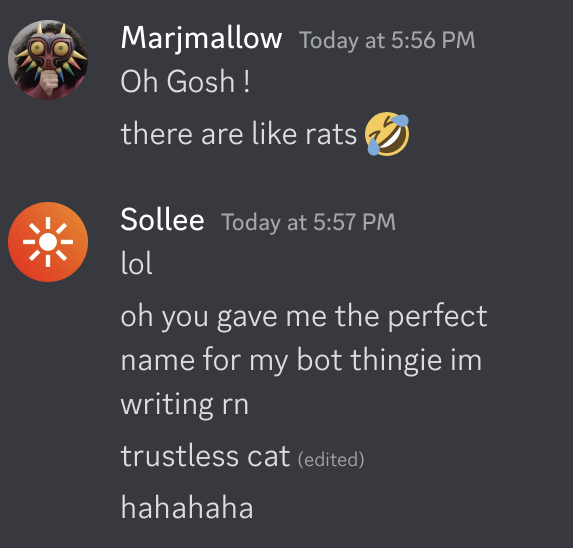 Marjmallow Today at 5:56 PM
Oh Gosh !
there are like rats 🤣
Sollee Today at 5:57 PM
lol
oh you gave me the perfect
name for my bot thingie im
writing rn
trustless cat (edited)
hahahaha